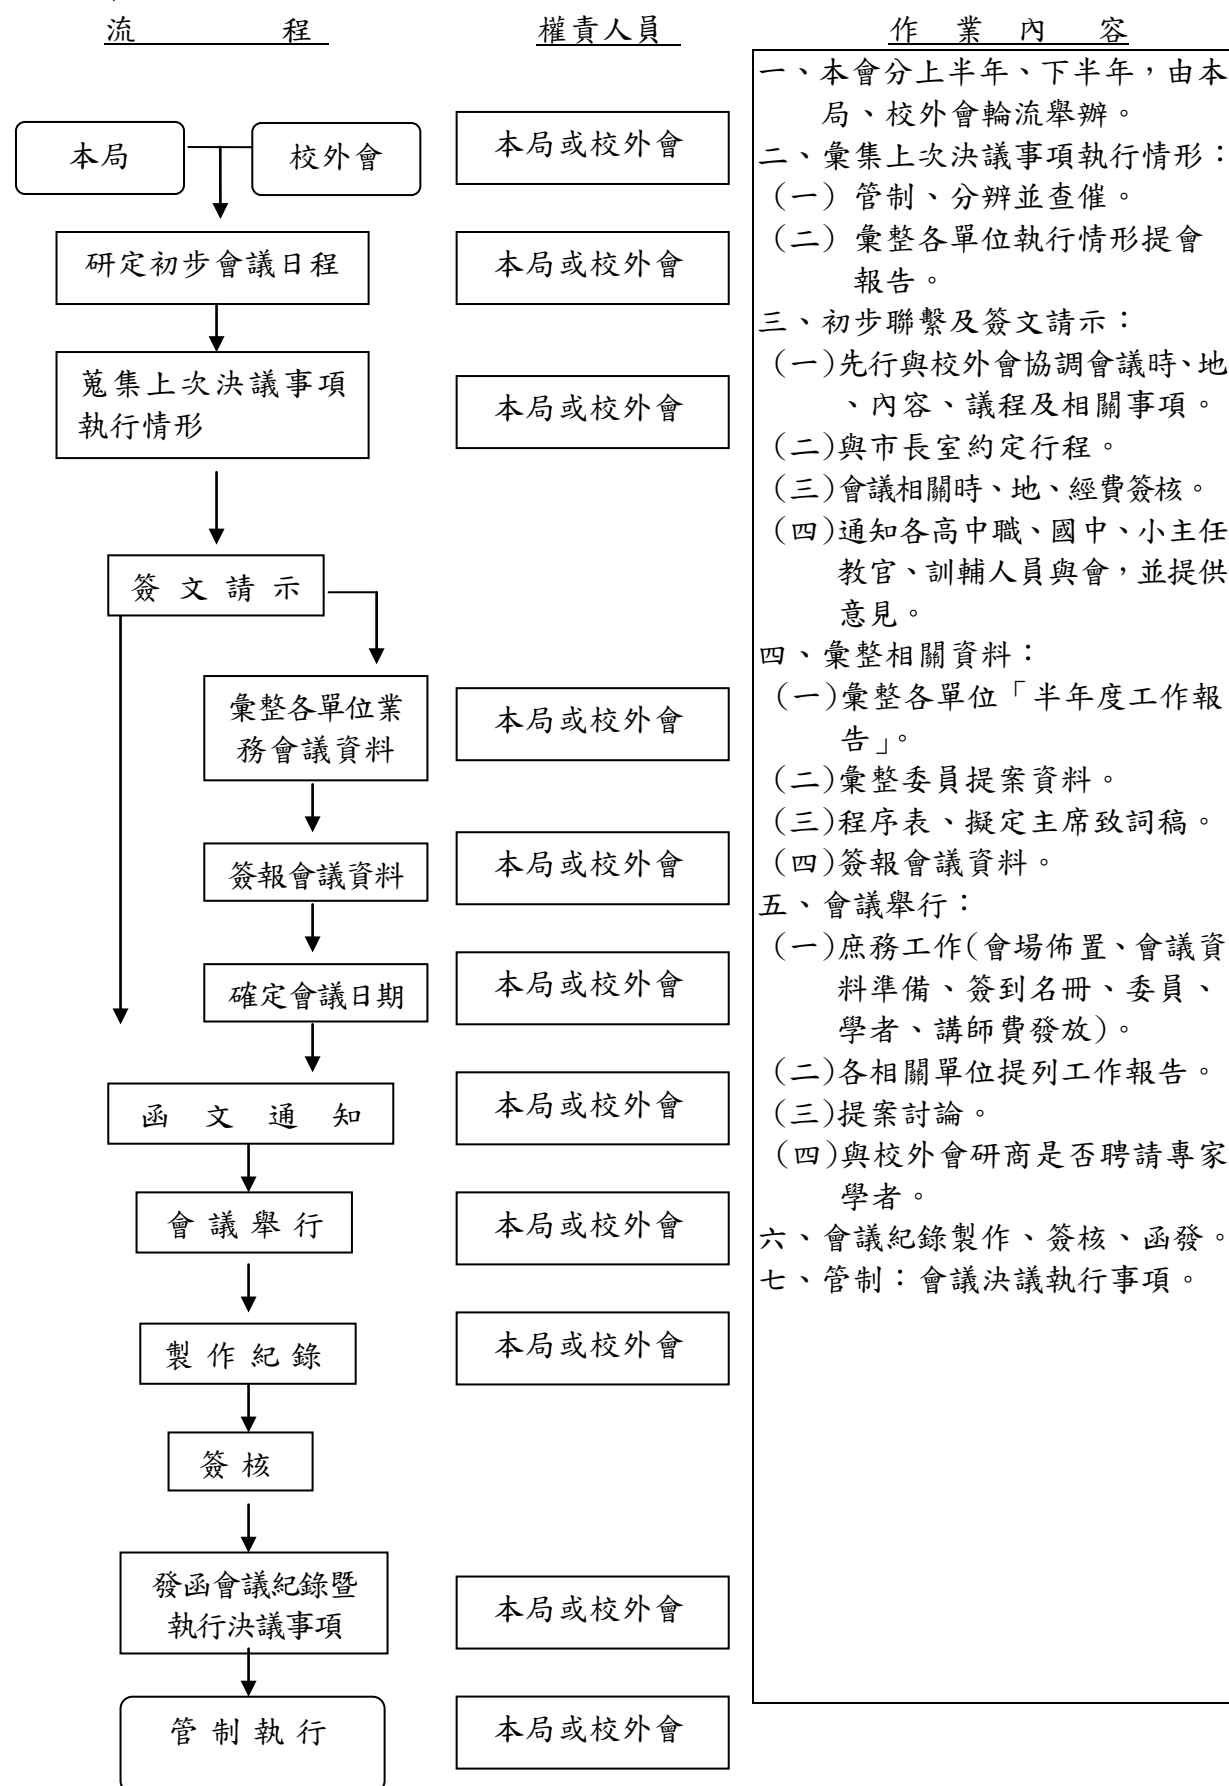 流程
權責人員
作業內容
本局
校外會
本局或校外會
研定初步會議日程
本局或校外會
蒐集上次決議事項
執行情形
本局或校外會
簽文請示
彙整各單位業
務會議資料
本局或校外會
簽報會議資料
本局或校外會
確定會議日期
本局或校外會
函文通知
本局或校外會
會議舉行
本局或校外會
製作紀錄
本局或校外會
簽核
發函會議紀錄暨
執行決議事項
本局或校外會
管制執行
本局或校外會
一、本會分上半年、下半年，由本
局、校外會輪流舉辦。
二、彙集上次決議事項執行情形：
(一) 管制、分辨並查催。
(二) 彙整各單位執行情形提會
報告。
三、初步聯繫及簽文請示：
(一)先行與校外會協調會議時、地
、內容、議程及相關事項。
(二)與市長室約定行程。
(三)會議相關時、地、經費簽核。
(四)通知各高中職、國中、小主任
教官、訓輔人員與會，並提供
意見。
四、彙整相關資料：
(一)彙整各單位「半年度工作報
告」。
(二)彙整委員提案資料。
(三)程序表、擬定主席致詞稿。
(四)簽報會議資料。
五、會議舉行：
(一)庶務工作(會場佈置、會議資
料準備、簽到名冊、委員、
學者、講師費發放)。
(二)各相關單位提列工作報告。
(三)提案討論。
(四)與校外會研商是否聘請專家
學者。
六、會議紀錄製作、簽核、函發。
七、管制：會議決議執行事項。